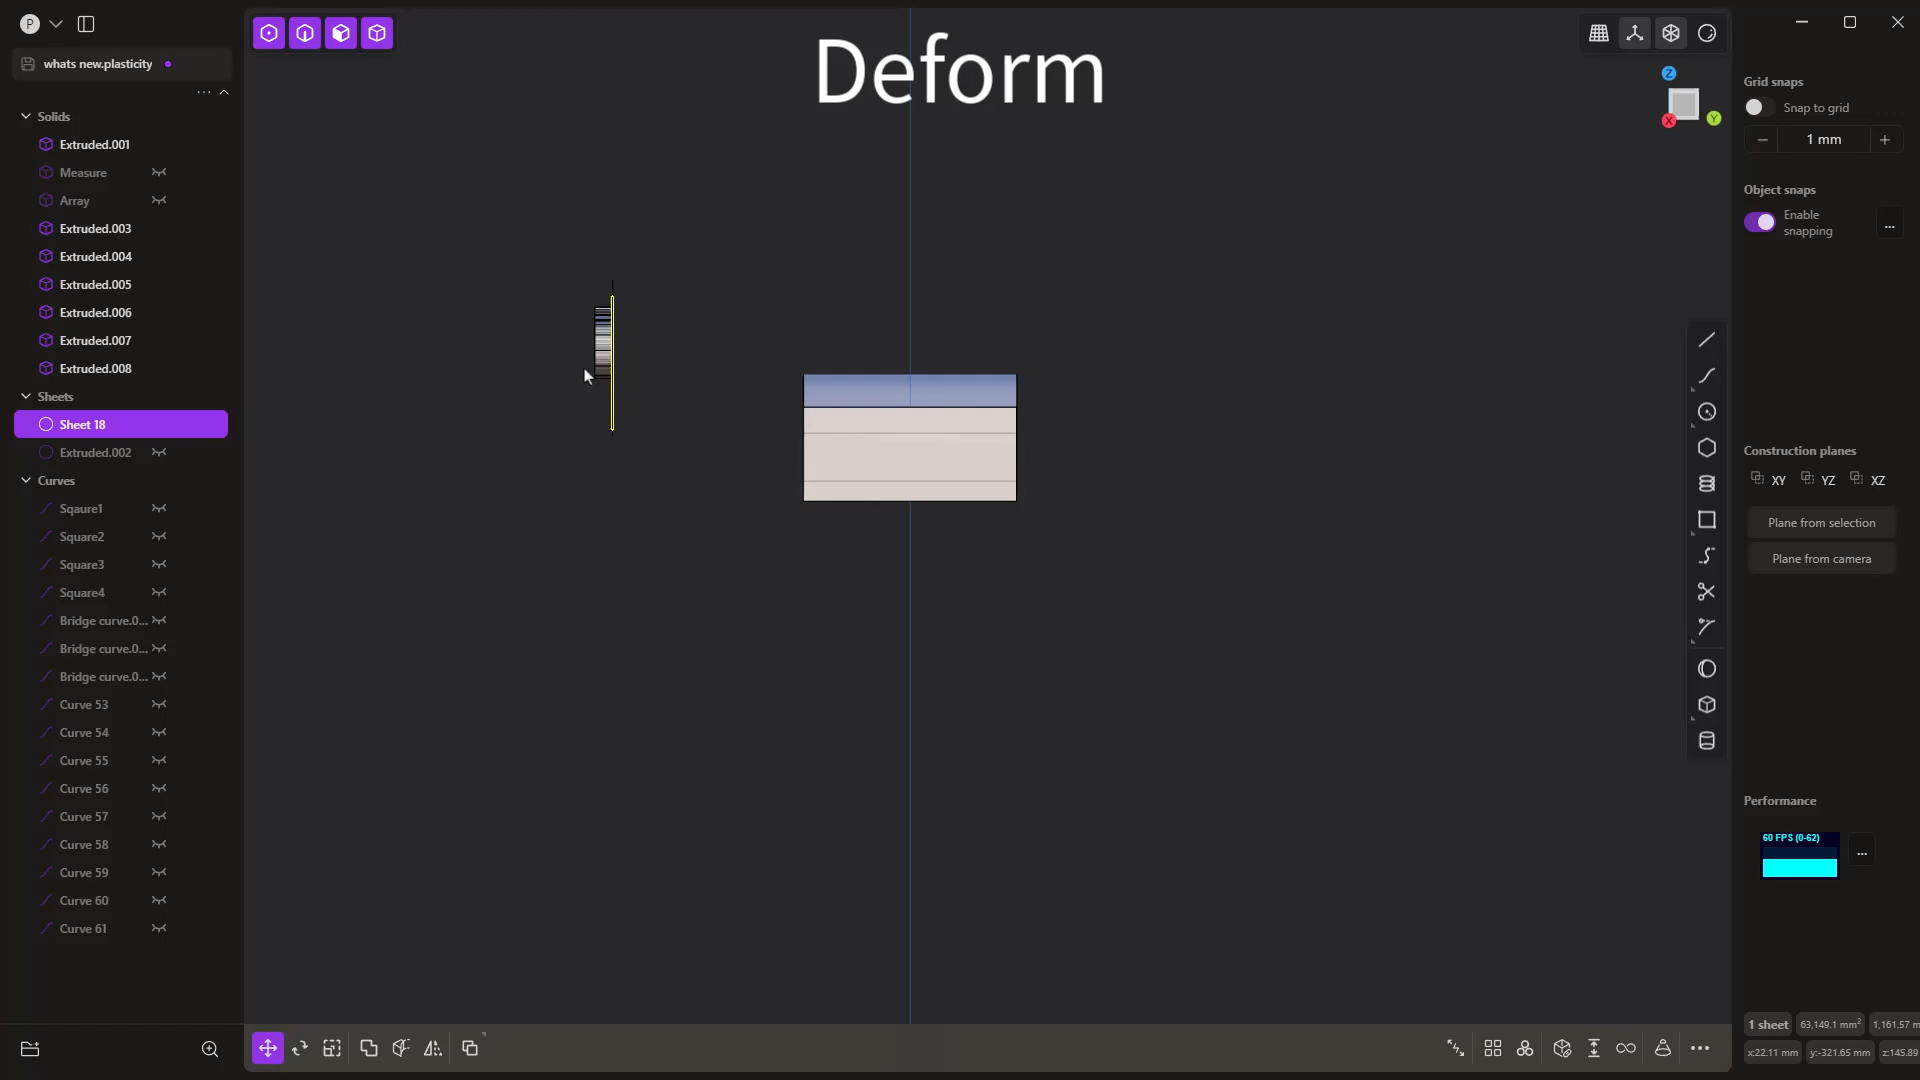 P
whats new.plasticity
Deform
Solids
Extruded.001
Measure
Array
Extruded.003
Extruded.004
Extruded.005
Extruded.006
Extruded.007
Extruded.008
Sheets
Sheet 18
Extruded.002
Curves
Sqaure1
Square2
Square3
Square4
Bridge curve.0...
Bridge curve.0...
Bridge curve.0...
Curve 53
Curve 54
Curve 55
Curve 56
Curve 57
Curve 58
Curve 59
Curve 60
Curve 61
Z
X
Y
Grid snaps
Snap to grid
1 mm
Object snaps
Enable
snapping
...
Construction planes
XY YZ XZ
Plane from selection
Plane from camera
Performance
60 FPS (0-62)
...
1 sheet 63,149.1 mm² 1,161.57 m
x:22.11 mm y:-321.65 mm z:145.89